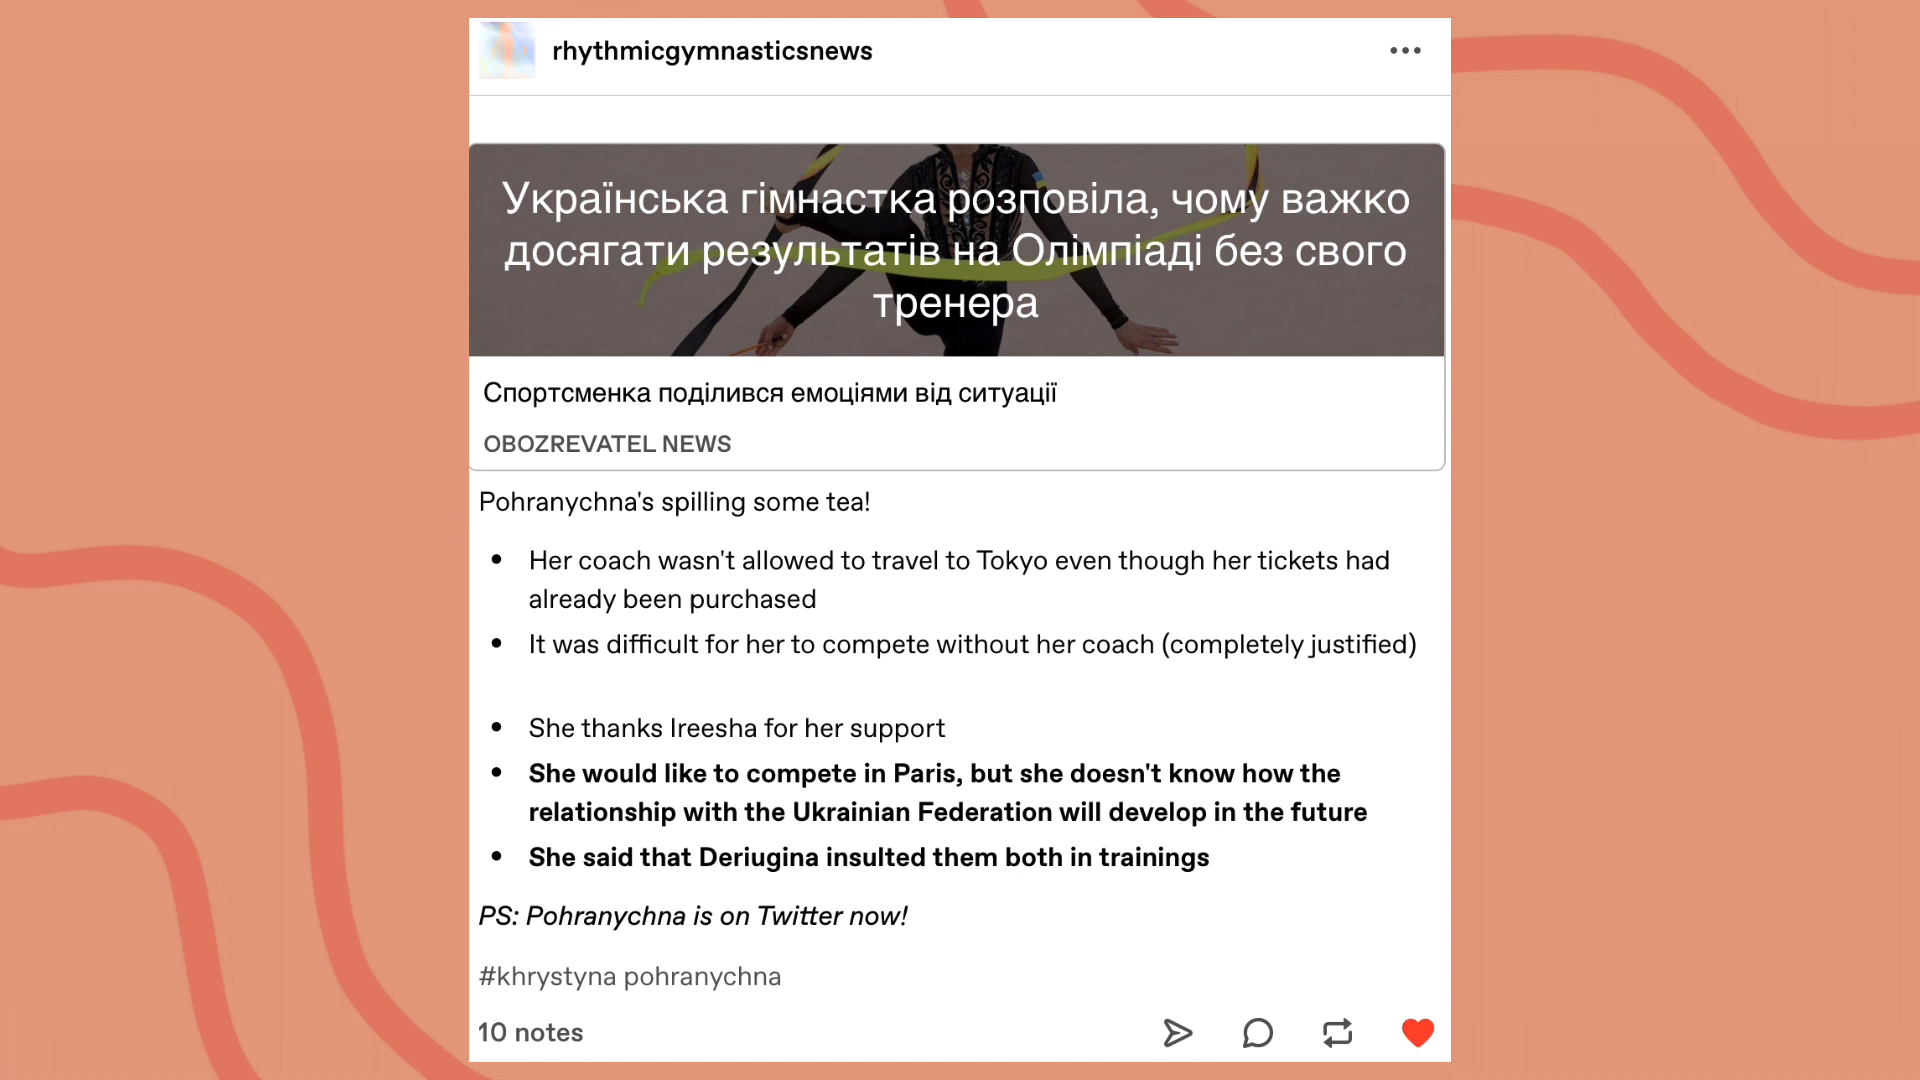 rhythmicgymnasticsnews
Українська гімнастка розповіла, чому важко
досягати результатів на Олімпіаді без свого
тренера
Спортсменка поділився емоціями від ситуації
OBOZREVATEL NEWS
Pohranychna's spilling some tea!
• Her coach wasn't allowed to travel to Tokyo even though her tickets had
already been purchased
• It was difficult for her to compete without her coach (completely justified)
• She thanks Ireesha for her support
• She would like to compete in Paris, but she doesn't know how the
relationship with the Ukrainian Federation will develop in the future
• She said that Deriugina insulted them both in trainings
PS: Pohranychna is on Twitter now!
#khrystyna pohranychna
10 notes